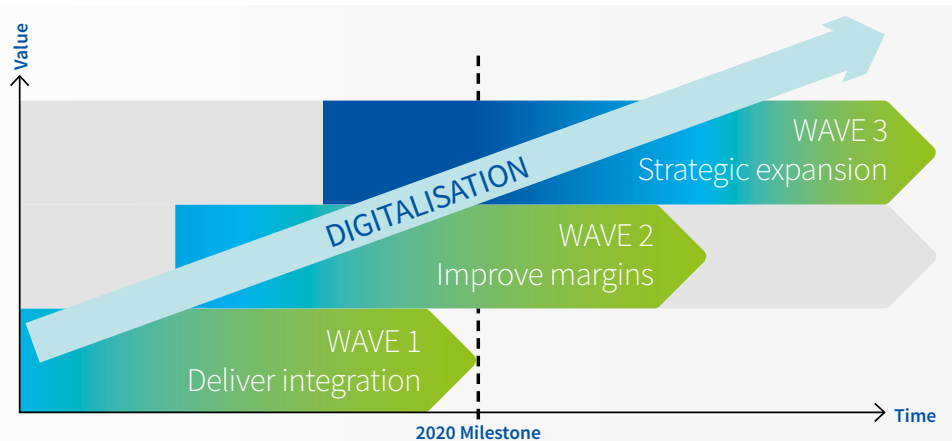 Value
WAVE 3
Strategic expansion
DIGITALISATION
WAVE 2
Improve margins
WAVE 1
Deliver integration
Time
2020 Milestone